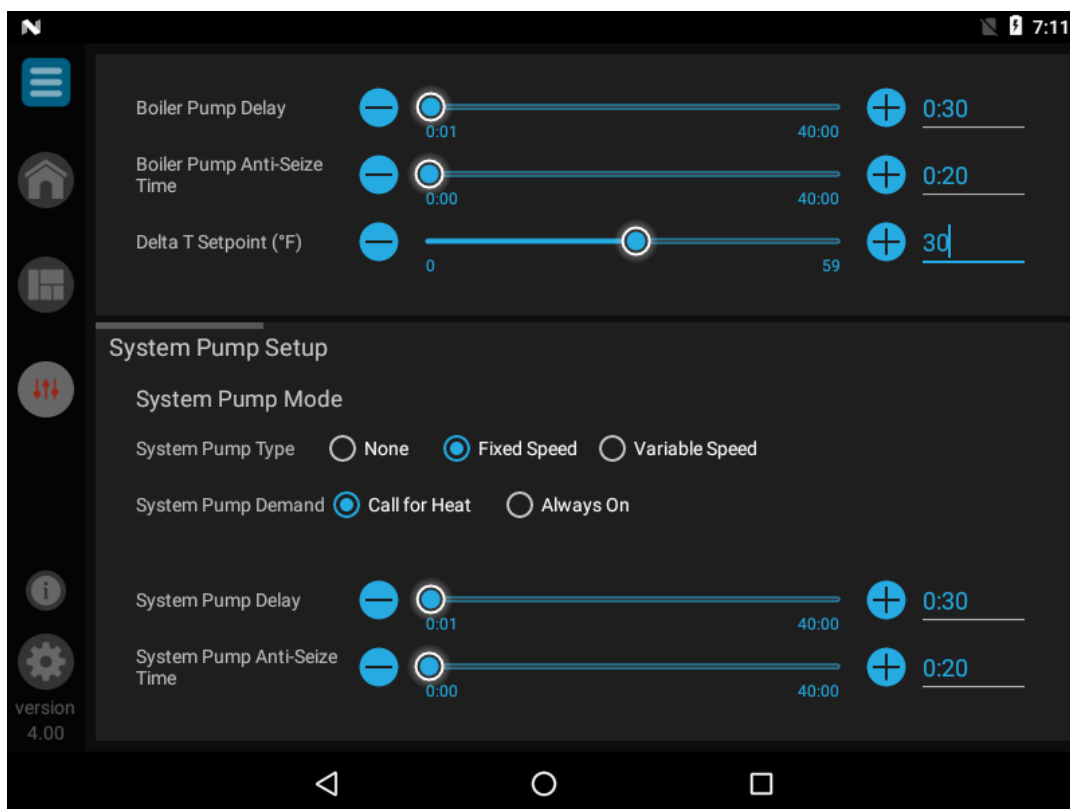 7:11
Boiler Pump Delay 0:30
0:01 40:00
Boiler Pump Anti-Seize
Time 0:20
0:00 40:00
Delta T Setpoint (°F) 30
0 59
System Pump Setup
System Pump Mode
System Pump Type None Fixed Speed Variable Speed
System Pump Demand Call for Heat Always On
System Pump Delay 0:30
0:01 40:00
System Pump Anti-Seize
Time 0:20
0:00 40:00
version
4.00